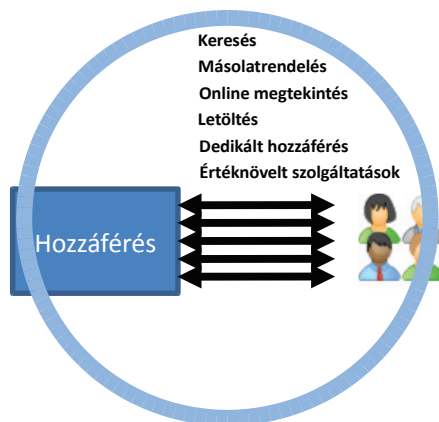 Keresés
Másolatrendelés
Online megtekintés
Letöltés
Dedikált hozzáférés
Értéknövelt szolgáltatások
Hozzáférés